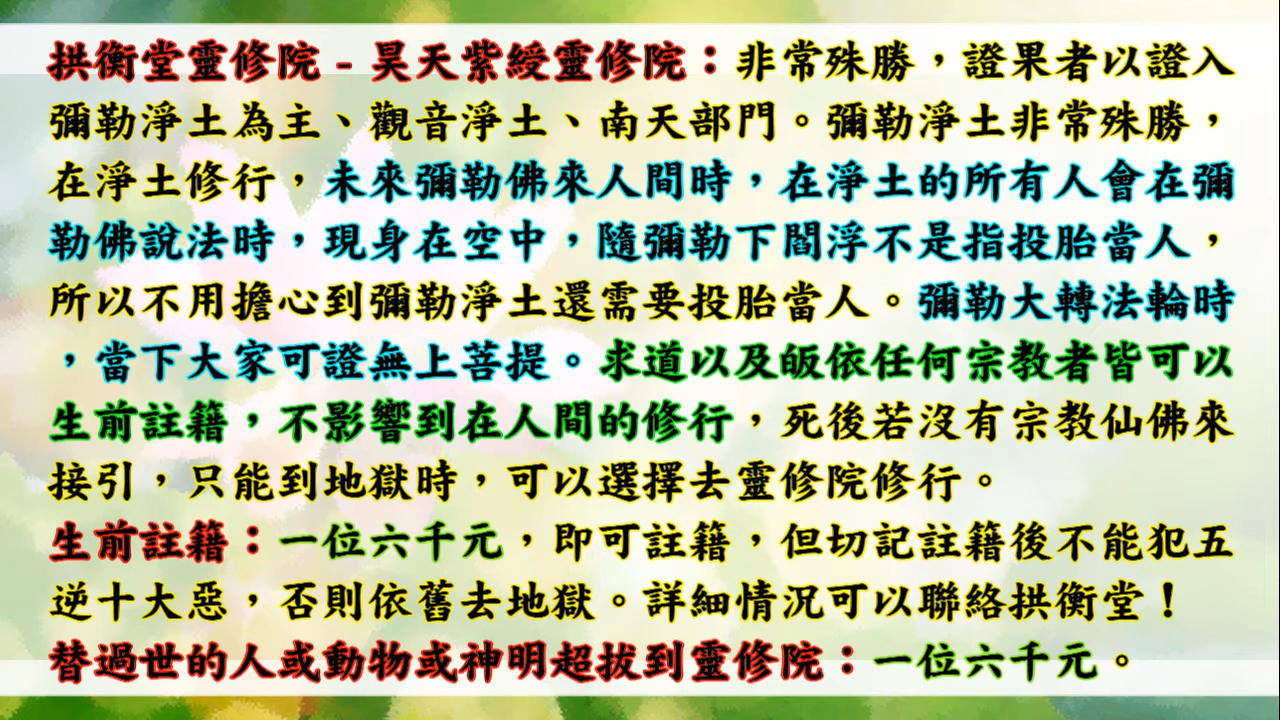 拱衡堂靈修院 - 昊天紫綬靈修院：非常殊勝，證果者以證入
彌勒淨土為主、觀音淨土、南天部門。彌勒淨土非常殊勝，
在淨土修行，未來彌勒佛來人間時，在淨土的所有人會在彌
勒佛說法時，現身在空中，隨彌勒下閻浮不是指投胎當人，
所以不用擔心到彌勒淨土還需要投胎當人。彌勒大轉法輪時
，當下大家可證無上菩提。求道以及皈依任何宗教者皆可以
生前註籍，不影響到在人間的修行，死後若沒有宗教仙佛來
接引，只能到地獄時，可以選擇去靈修院修行。
生前註籍：一位六千元，即可註籍，但切記註籍後不能犯五
逆十大惡，否則依舊去地獄。詳細情況可以聯絡拱衡堂！
替過世的人或動物或神明超拔到靈修院：一位六千元。